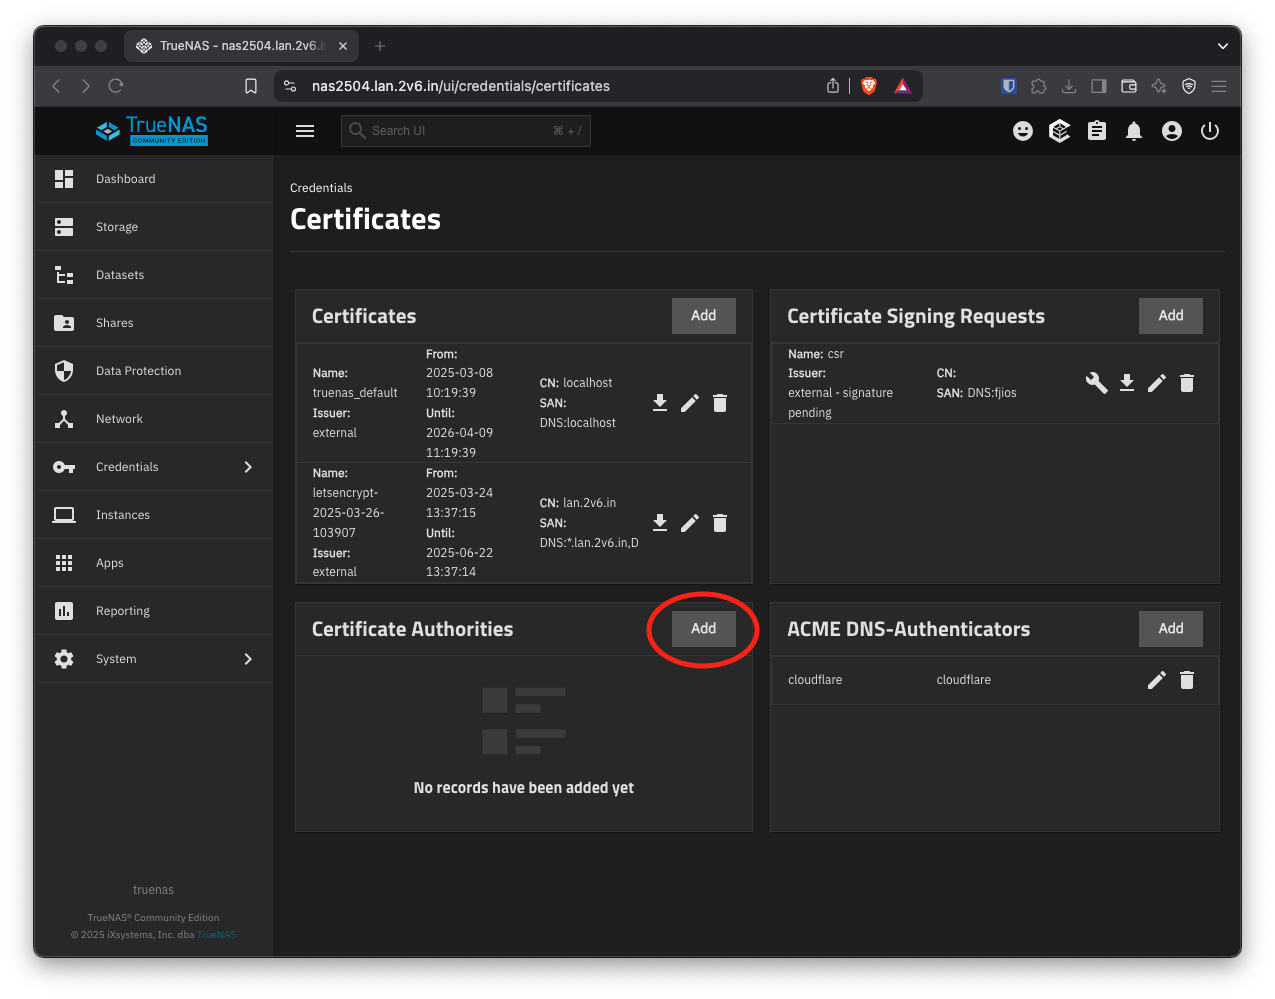 TrueNAS - nas2504.lan.2v6.i
nas2504.lan.2v6.in/ui/credentials/certificates
TrueNAS
COMMUNITY EDITION
Search UI
⌘ + /
Dashboard
Storage
Datasets
Shares
Data Protection
Network
Credentials
Instances
Apps
Reporting
System
truenas
TrueNAS® Community Edition
© 2025 iXsystems, Inc. dba TrueNAS
Credentials
Certificates
Certificates
Add
Name:
truenas_default
Issuer:
external
From:
2025-03-08
10:19:39
Until:
2026-04-09
11:19:39
CN: localhost
SAN:
DNS:localhost
Name:
letsencrypt-
2025-03-26-
103907
Issuer:
external
From:
2025-03-24
13:37:15
Until:
2025-06-22
13:37:14
CN: lan.2v6.in
SAN:
DNS:*.lan.2v6.in,D
Certificate Signing Requests
Add
Name: csr
Issuer:
external - signature
pending
CN:
SAN: DNS:fjios
Certificate Authorities
Add
No records have been added yet
ACME DNS-Authenticators
Add
cloudflare
cloudflare